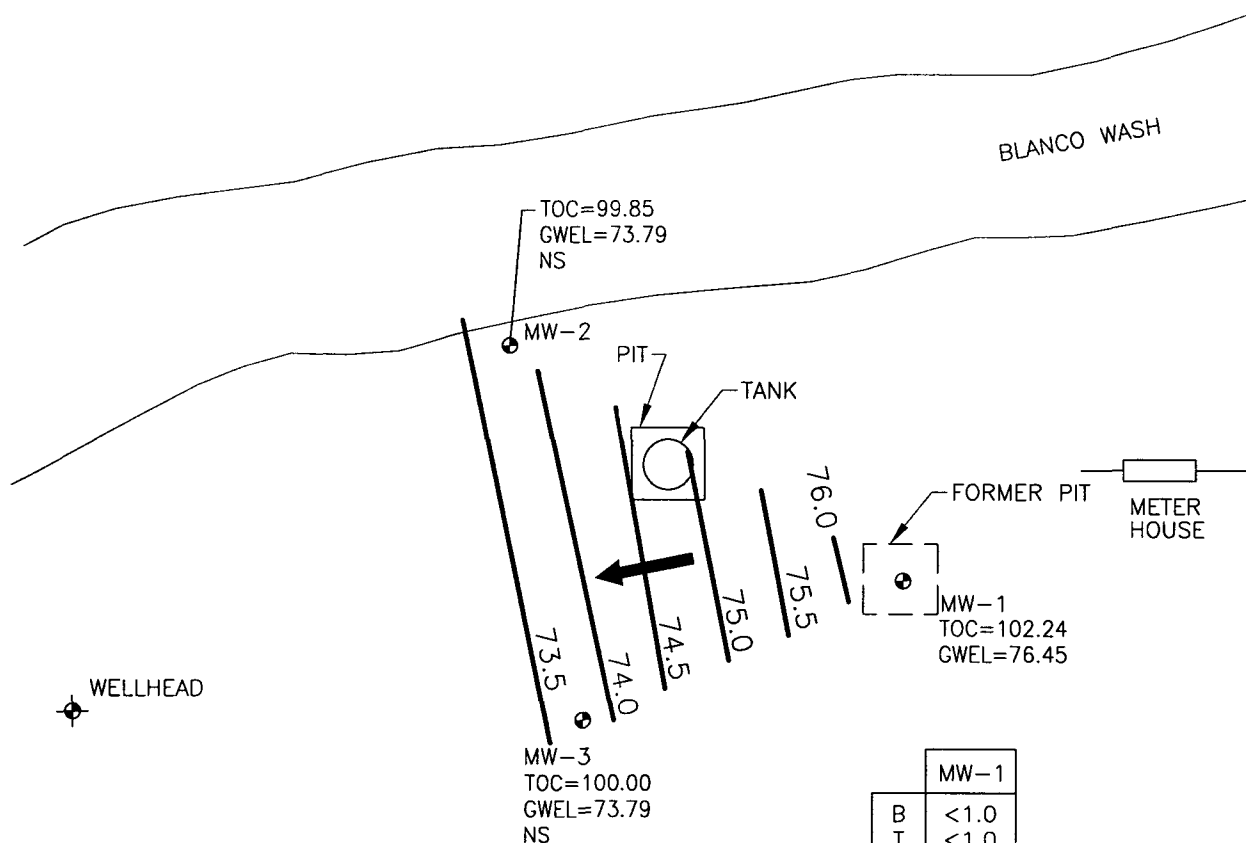 BLANCO WASH
TOC=99.85
GWEL=73.79
NS
MW-2
PIT
TANK
76.0
FORMER PIT
METER
HOUSE
75.5
75.0
74.5
74.0
73.5
MW-1
TOC=102.24
GWEL=76.45
WELLHEAD
MW-3
TOC=100.00
GWEL=73.79
NS
MW-1
B <1.0
T <1.0